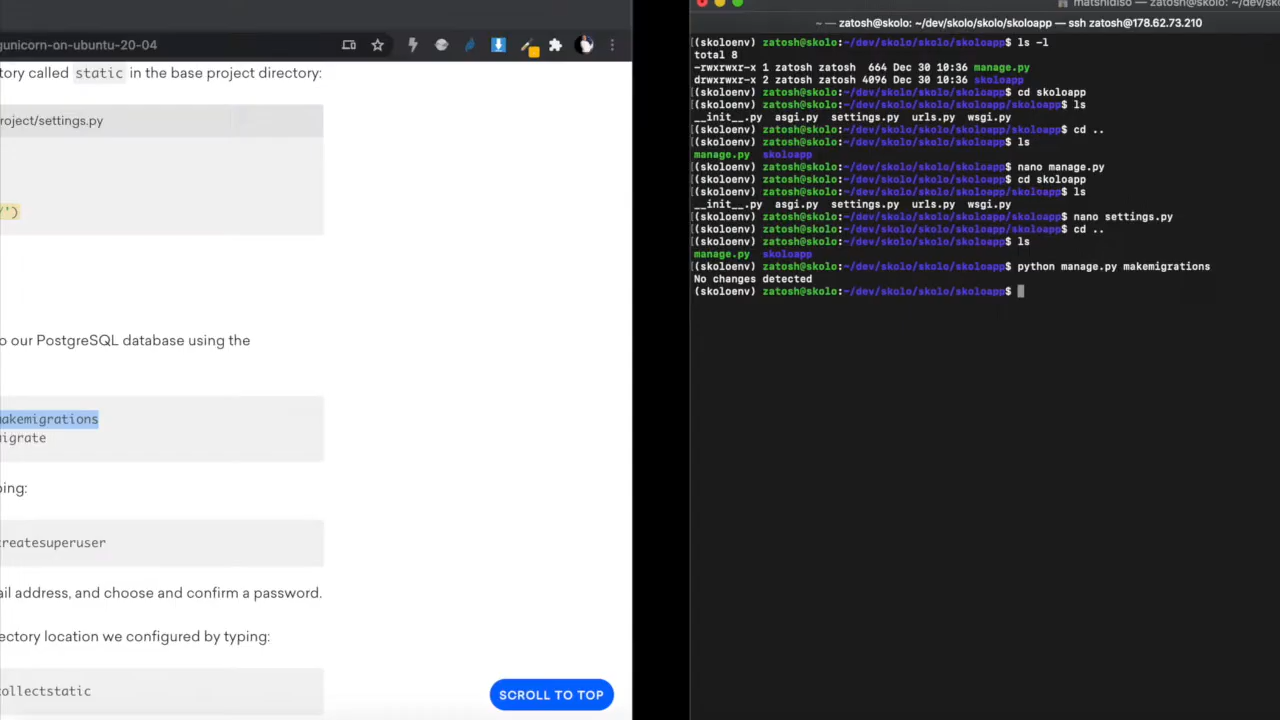 gunicorn-on-ubuntu-20-04
tory called static in the base project directory:
roject/settings.py
/')
o our PostgreSQL database using the
makemigrations
migrate
ping:
createsuperuser
ail address, and choose and confirm a password.
ectory location we configured by typing:
ollectstatic
SCROLL TO TOP
matshidiso — zatosh@skolo: ~/dev/sko
~ — zatosh@skolo: ~/dev/skolo/skolo/skoloapp — ssh zatosh@178.62.73.210
[(skoloenv) zatosh@skolo:~/dev/skolo/skolo/skoloapp$ ls -l
total 8
-rwxrwxr-x 1 zatosh zatosh  664 Dec 30 10:36 manage.py
drwxrwxr-x 2 zatosh zatosh 4096 Dec 30 10:36 skoloapp
[(skoloenv) zatosh@skolo:~/dev/skolo/skolo/skoloapp$ cd skoloapp
[(skoloenv) zatosh@skolo:~/dev/skolo/skolo/skoloapp/skoloapp$ ls
__init__.py  asgi.py  settings.py  urls.py  wsgi.py
[(skoloenv) zatosh@skolo:~/dev/skolo/skolo/skoloapp/skoloapp$ cd ..
[(skoloenv) zatosh@skolo:~/dev/skolo/skolo/skoloapp$ ls
manage.py  skoloapp
[(skoloenv) zatosh@skolo:~/dev/skolo/skolo/skoloapp$ nano manage.py
[(skoloenv) zatosh@skolo:~/dev/skolo/skolo/skoloapp$ cd skoloapp
[(skoloenv) zatosh@skolo:~/dev/skolo/skolo/skoloapp/skoloapp$ ls
__init__.py  asgi.py  settings.py  urls.py  wsgi.py
[(skoloenv) zatosh@skolo:~/dev/skolo/skolo/skoloapp/skoloapp$ nano settings.py
[(skoloenv) zatosh@skolo:~/dev/skolo/skolo/skoloapp/skoloapp$ cd ..
[(skoloenv) zatosh@skolo:~/dev/skolo/skolo/skoloapp$ ls
manage.py  skoloapp
[(skoloenv) zatosh@skolo:~/dev/skolo/skolo/skoloapp$ python manage.py makemigrations
No changes detected
(skoloenv) zatosh@skolo:~/dev/skolo/skolo/skoloapp$